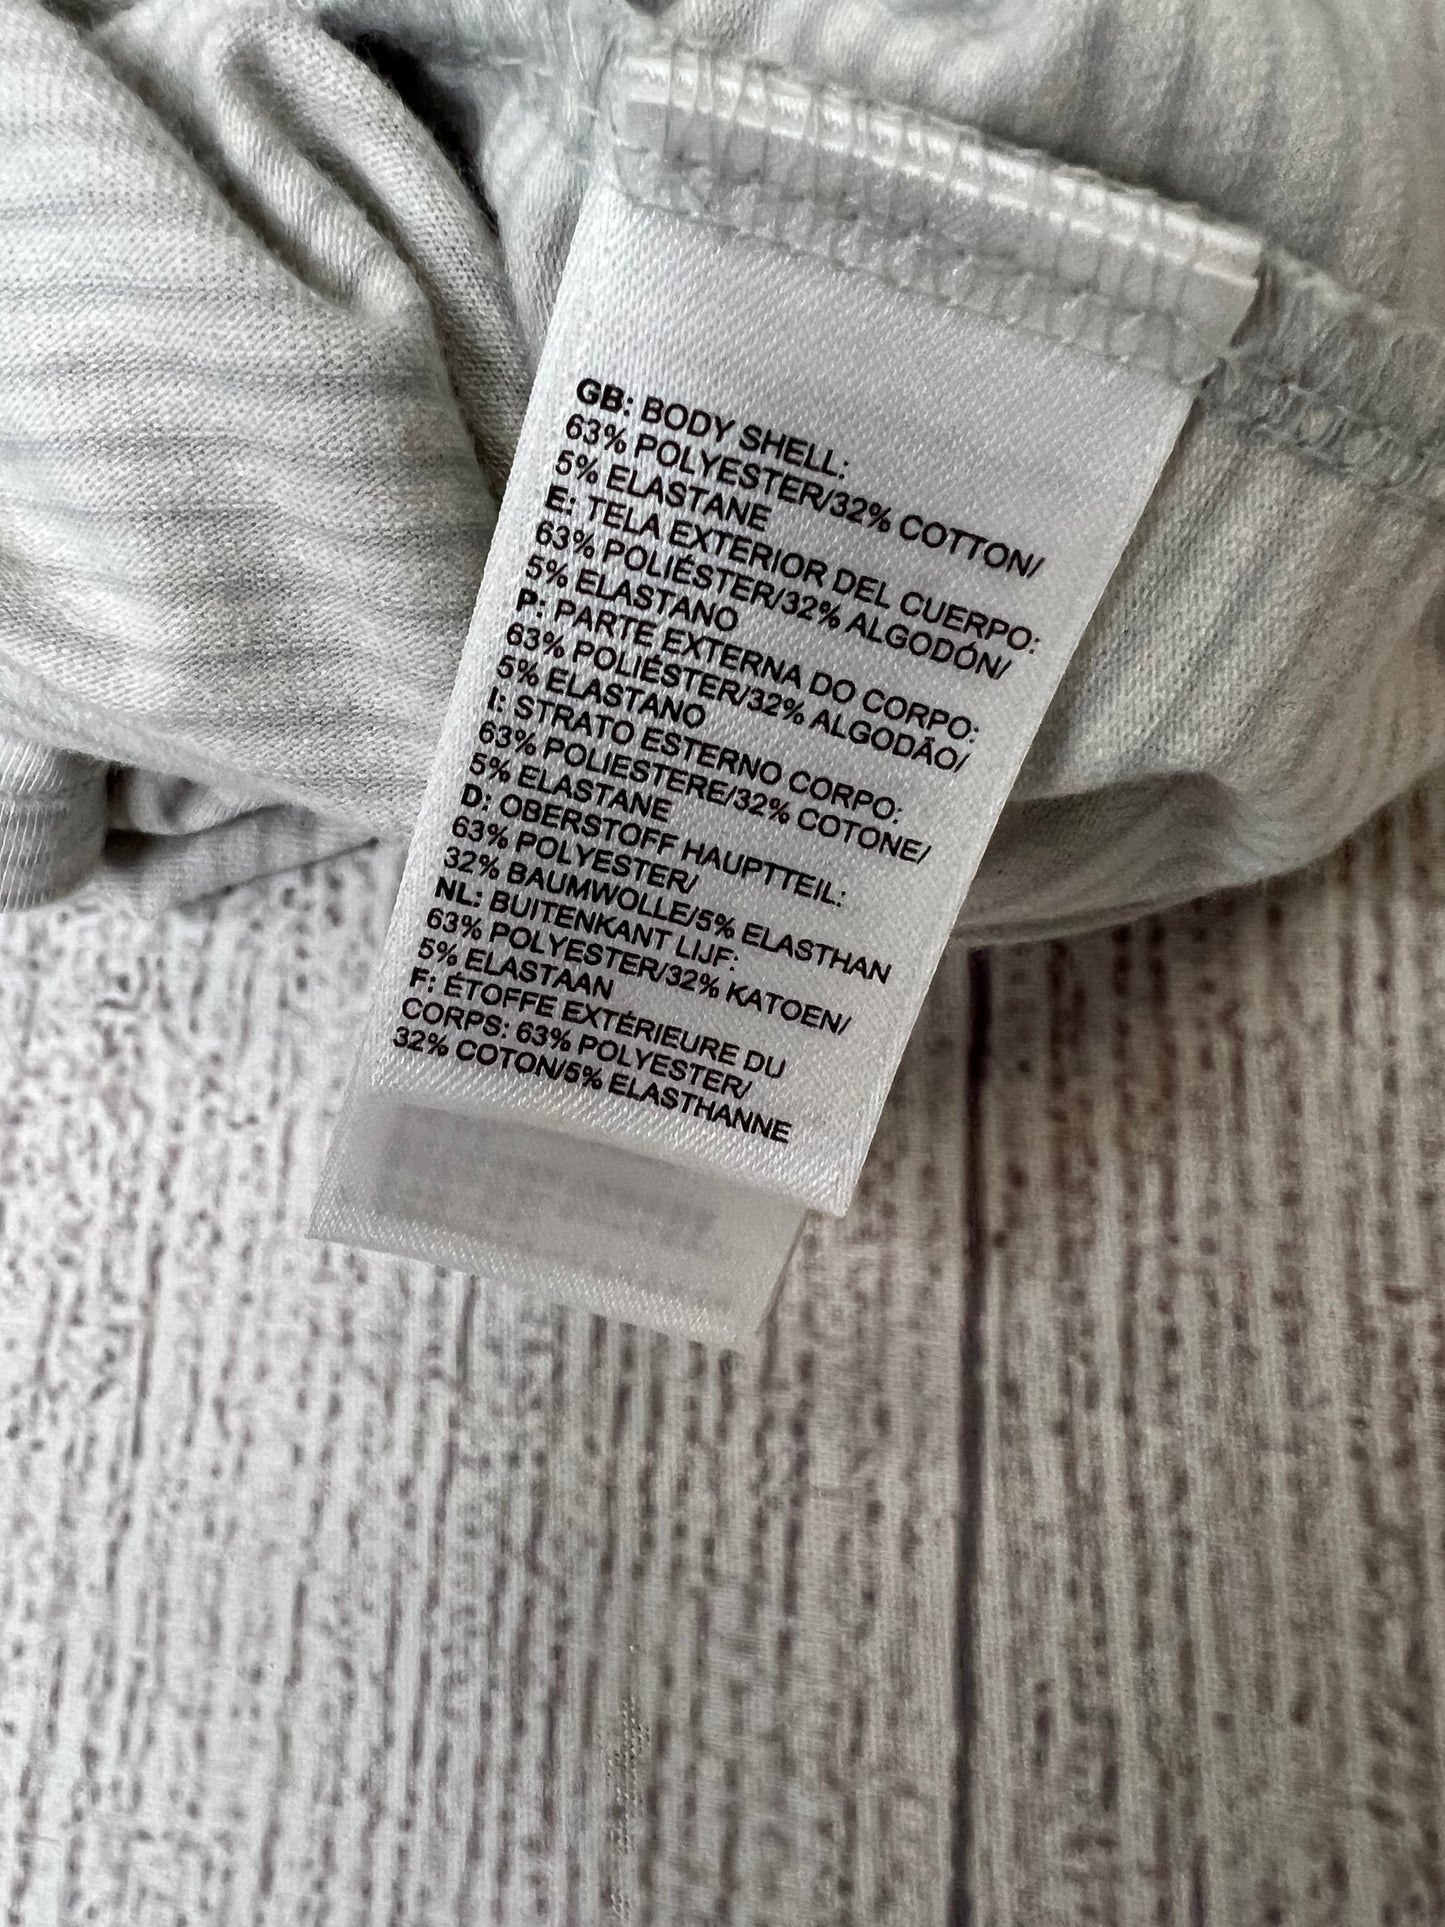 GB: BODY SHELL:
63% POLYESTER/32% COTTON/
5% ELASTANE
E: TELA EXTERIOR DEL CUERPO:
63% POLIÉSTER/32% ALGODÓN/
5% ELASTANO
P: PARTE EXTERNA DO CORPO:
63% POLIÉSTER/32% ALGODÃO/
5% ELASTANO
I: STRATO ESTERNO CORPO:
63% POLIESTERE/32% COTONE/
5% ELASTANE
D: OBERSTOFF HAUPTTEIL:
63% POLYESTER/
32% BAUMWOLLE/5% ELASTHAN
NL: BUITENKANT LIJF:
63% POLYESTER/32% KATOEN/
5% ELASTAAN
F: ÉTOFFE EXTÉRIEURE DU
CORPS: 63% POLYESTER/
32% COTON/5% ELASTHANNE